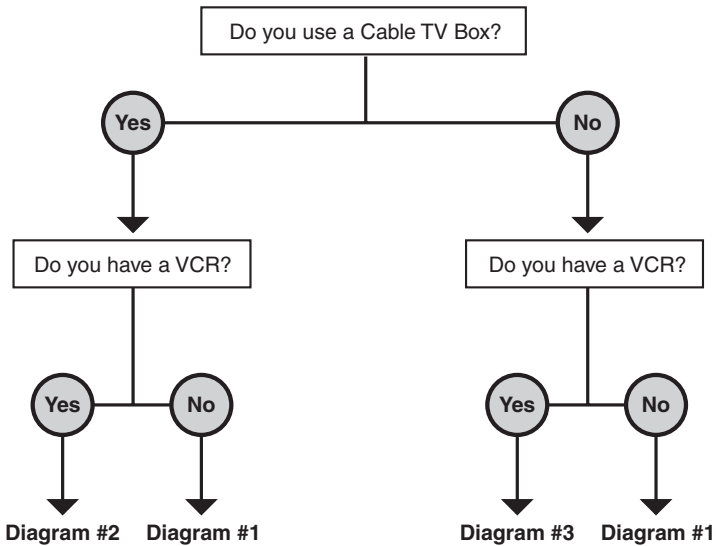 Do you use a Cable TV Box?
Yes
No
Do you have a VCR?
Do you have a VCR?
Yes
No
Yes
No
Diagram #2
Diagram #1
Diagram #3
Diagram #1